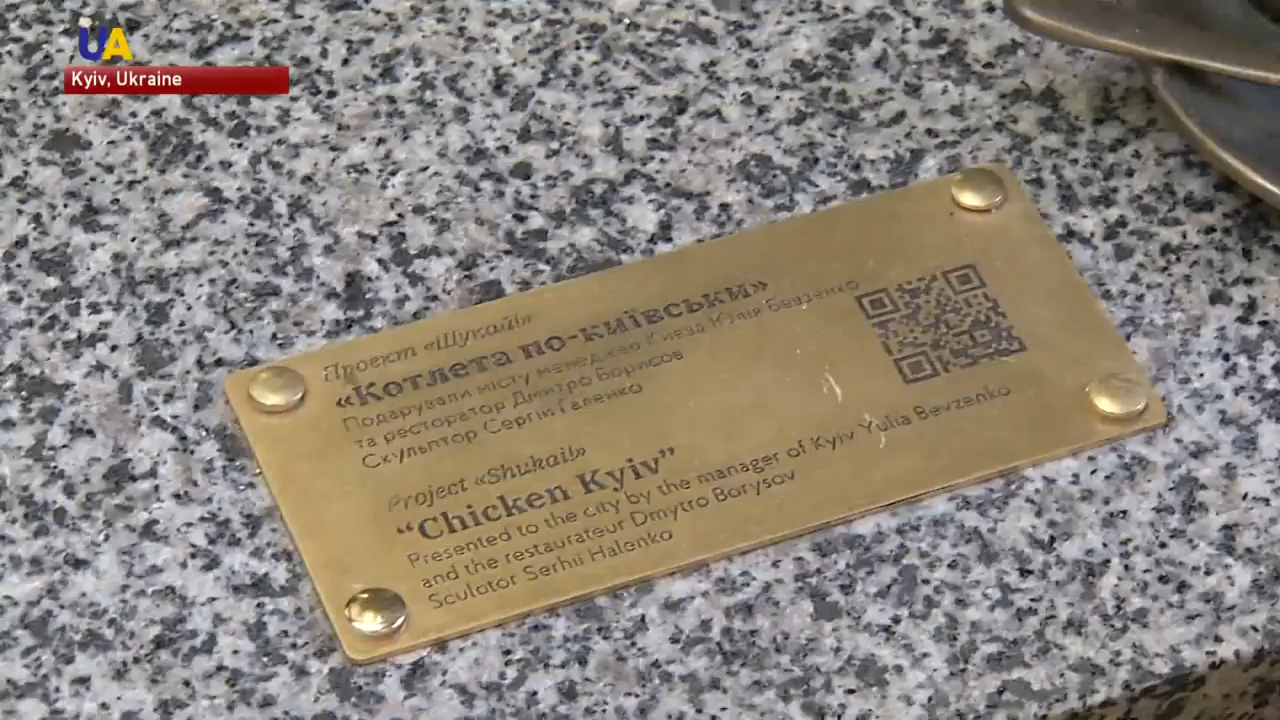 UA
Kyiv, Ukraine
Проєкт «Шукай!»
«Котлета по-київськи»
Подарували місту менеджер Києва Юлія Бевзенко
та ресторатор Дмитро Борисов
Скульптор Сергій Галенко
Project «Shukai!»
“Chicken Kyiv”
Presented to the city by the manager of Kyiv Yulia Bevzenko
and the restaurateur Dmytro Borysov
Sculotor Serhii Halenko